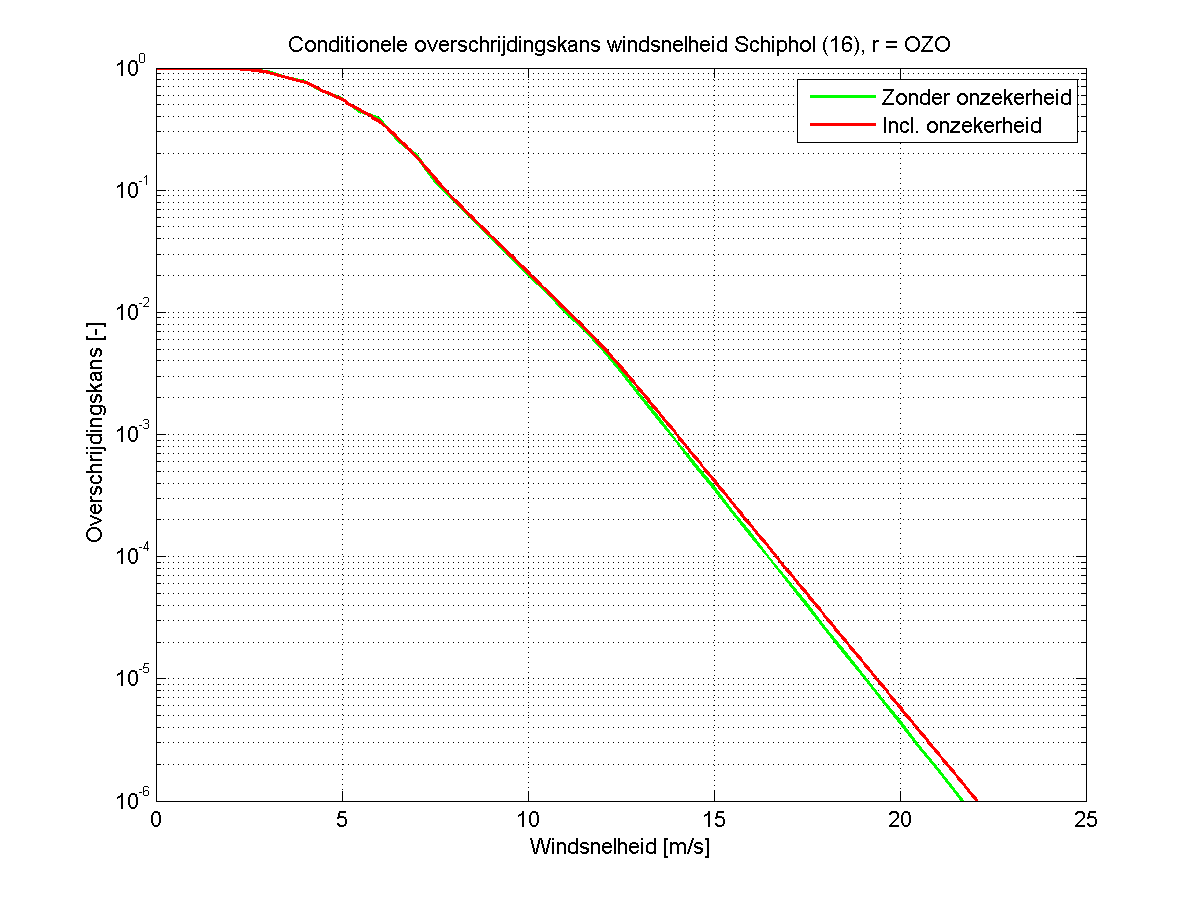 Conditionele overschrijdingskans windsnelheid Schiphol (16), r = OZO
Zonder onzekerheid
Incl. onzekerheid
Overschrijdingskans [-]
10^0
10^-1
10^-2
10^-3
10^-4
10^-5
10^-6
0 5 10 15 20 25
Windsnelheid [m/s]